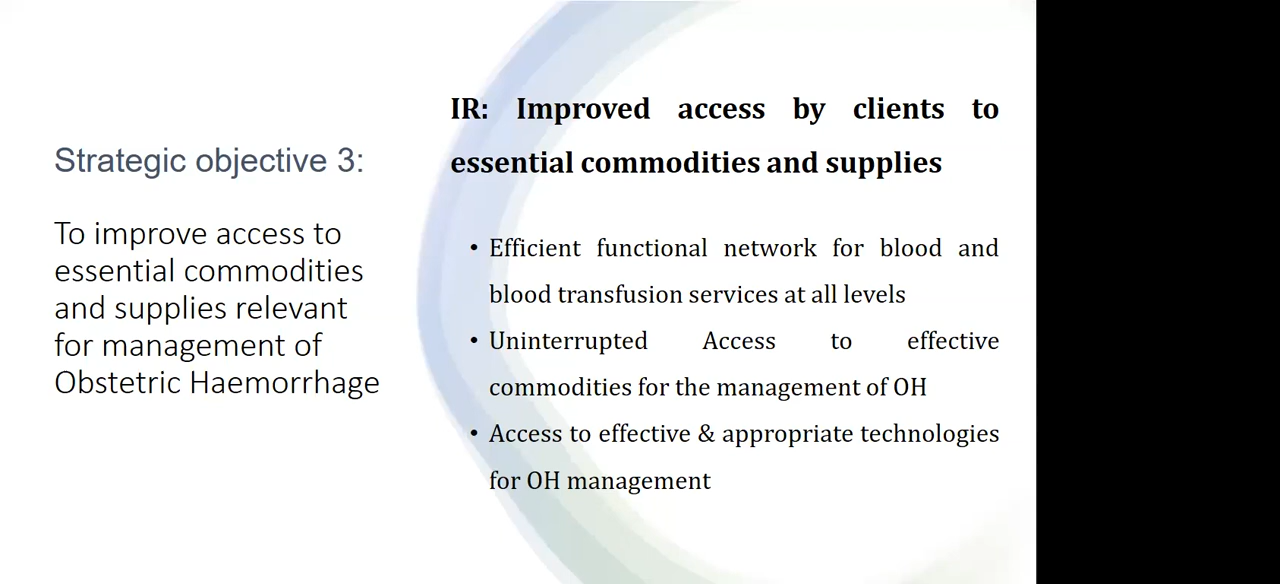 Strategic objective 3:
To improve access to
essential commodities
and supplies relevant
for management of
Obstetric Haemorrhage
IR: Improved access by clients to
essential commodities and supplies
• Efficient functional network for blood and
blood transfusion services at all levels
• Uninterrupted Access to effective
commodities for the management of OH
• Access to effective & appropriate technologies
for OH management